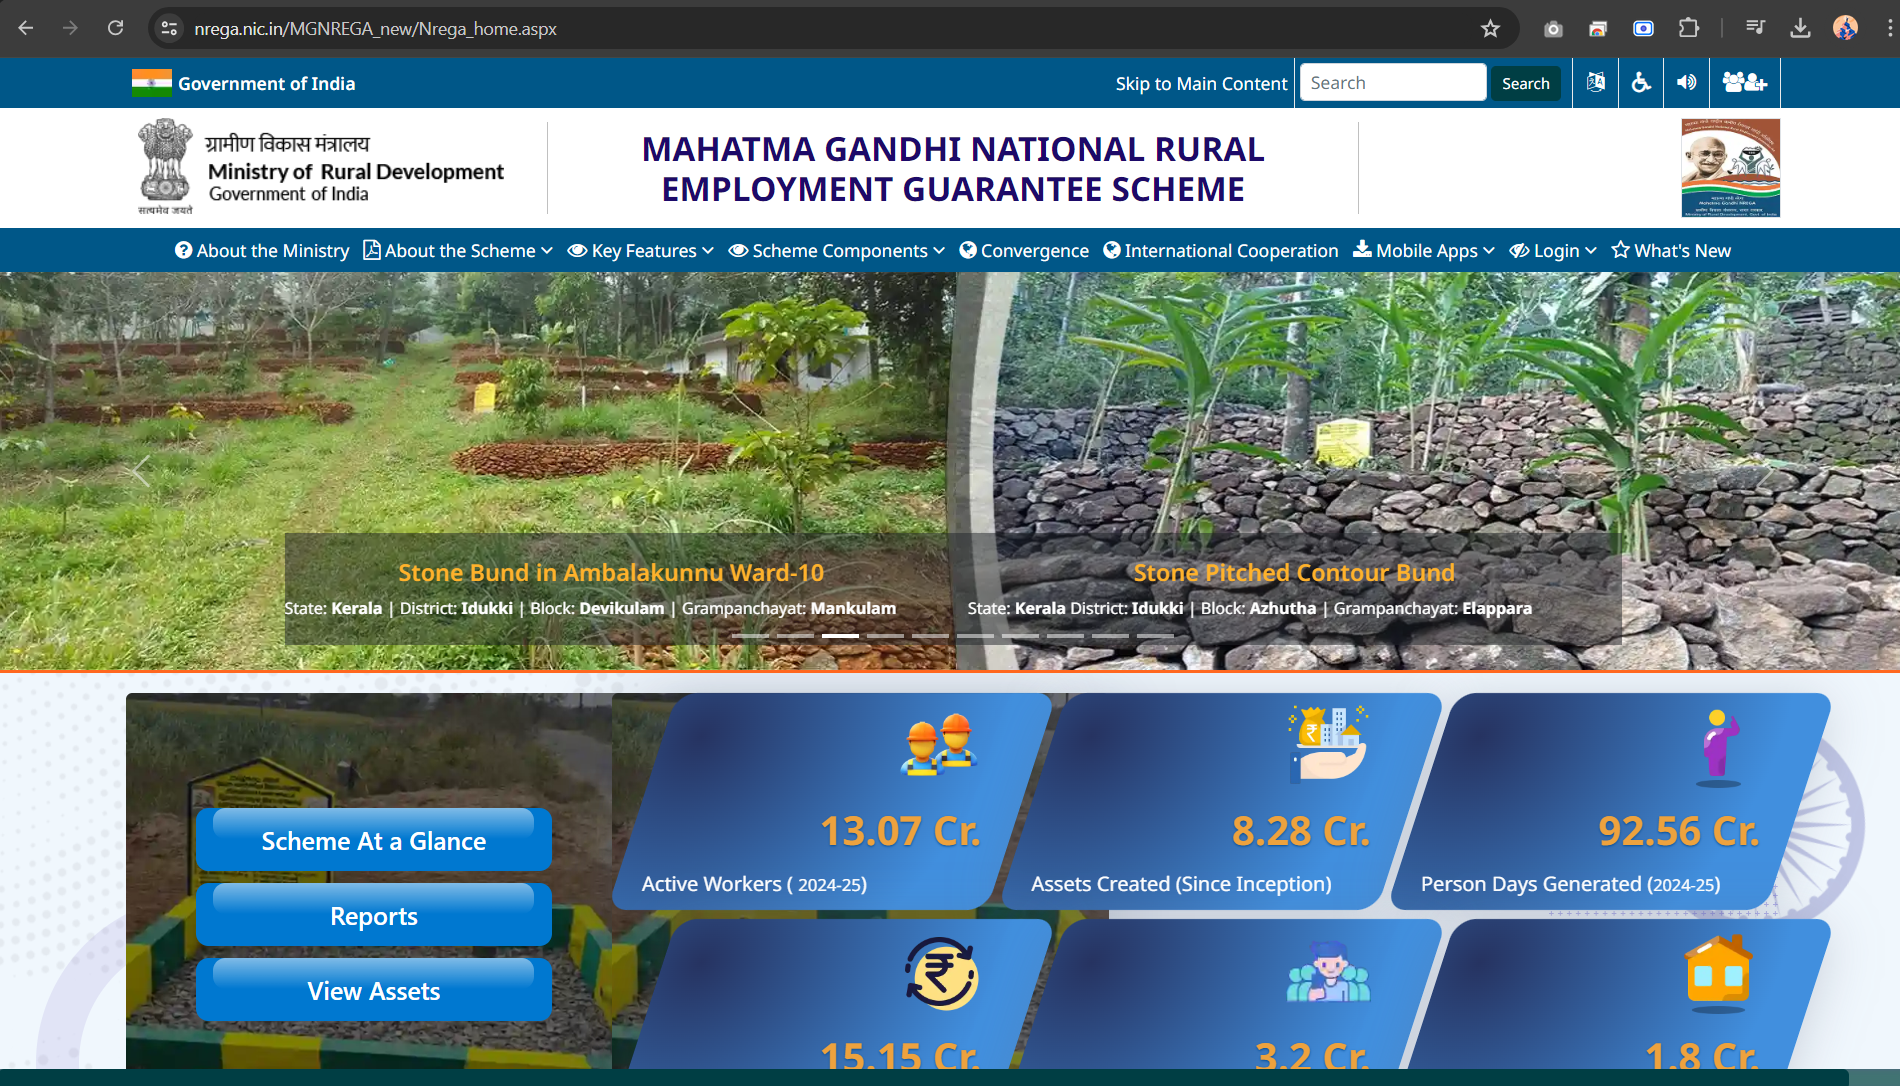 nrega.nic.in/MGNREGA_new/Nrega_home.aspx
Government of India
Skip to Main Content
Search
Search
ग्रामीण विकास मंत्रालय
Ministry of Rural Development
Government of India
सत्यमेव जयते
MAHATMA GANDHI NATIONAL RURAL
EMPLOYMENT GUARANTEE SCHEME
About the Ministry
About the Scheme
Key Features
Scheme Components
Convergence
International Cooperation
Mobile Apps
Login
What's New
Stone Bund in Ambalakunnu Ward-10
State: Kerala | District: Idukki | Block: Devikulam | Grampanchayat: Mankulam
Stone Pitched Contour Bund
State: Kerala District: Idukki | Block: Azhutha | Grampanchayat: Elappara
Scheme At a Glance
Reports
View Assets
13.07 Cr.
Active Workers ( 2024-25)
8.28 Cr.
Assets Created (Since Inception)
92.56 Cr.
Person Days Generated (2024-25)
15.15 Cr.
3.2 Cr.
1.8 Cr.